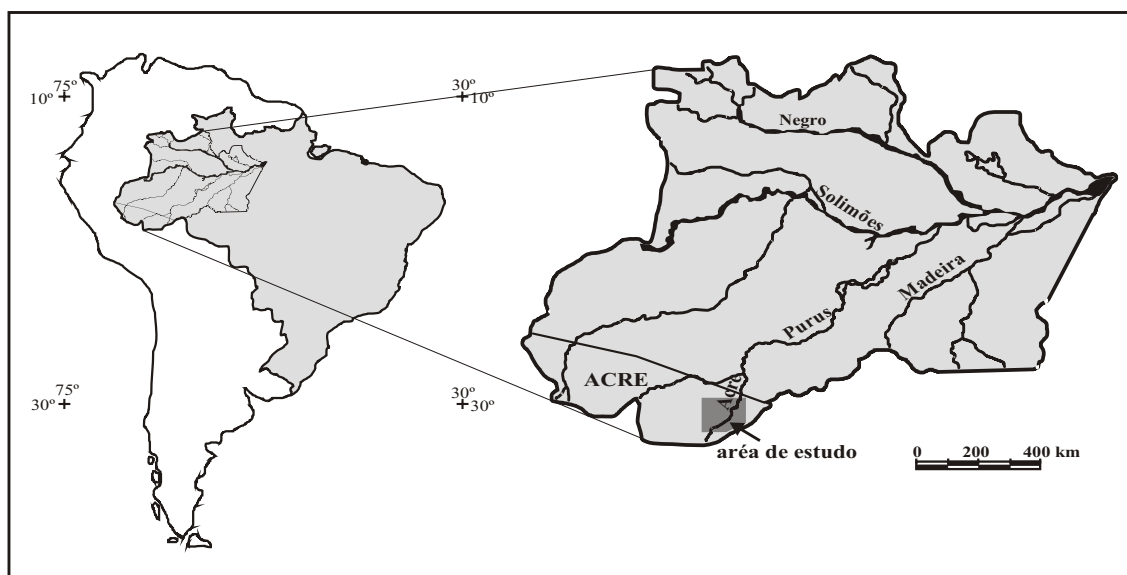 75º
10º
30º
10º
75º
30º
30º
30º
Negro
Solimões
Madeira
Purus
ACRE
Acre
aréa de estudo
0 200 400 km